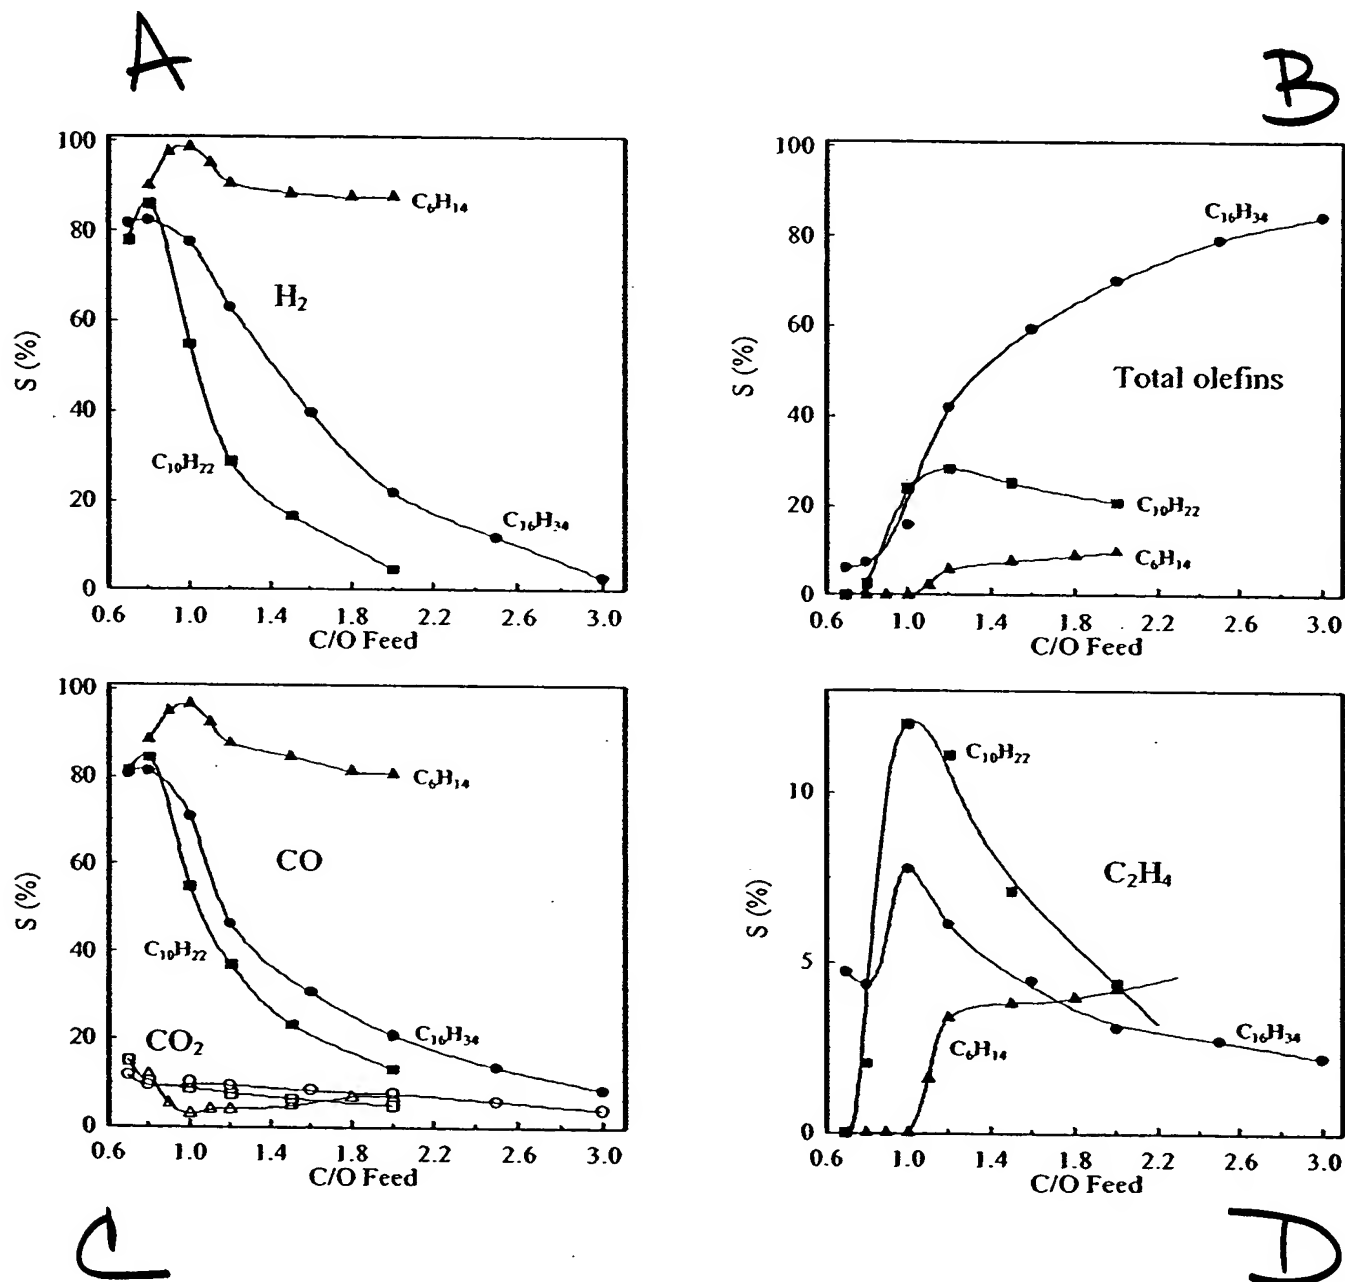 A
100
80
60
40
20
0
S (%)
C₆H₁₄
H₂
C₁₀H₂₂
C₁₆H₃₄
0.6 1.0 1.4 1.8 2.2 2.6 3.0
C/O Feed
B
100
80
60
40
20
0
S (%)
C₁₆H₃₄
Total olefins
C₁₀H₂₂
C₆H₁₄
0.6 1.0 1.4 1.8 2.2 2.6 3.0
C/O Feed
100
80
60
40
20
0
S (%)
C₆H₁₄
CO
C₁₀H₂₂
CO₂
C₁₆H₃₄
0.6 1.0 1.4 1.8 2.2 2.6 3.0
C/O Feed
C
10
5
0
S (%)
C₁₀H₂₂
C₂H₄
C₆H₁₄
C₁₆H₃₄
0.6 1.0 1.4 1.8 2.2 2.6 3.0
C/O Feed
D